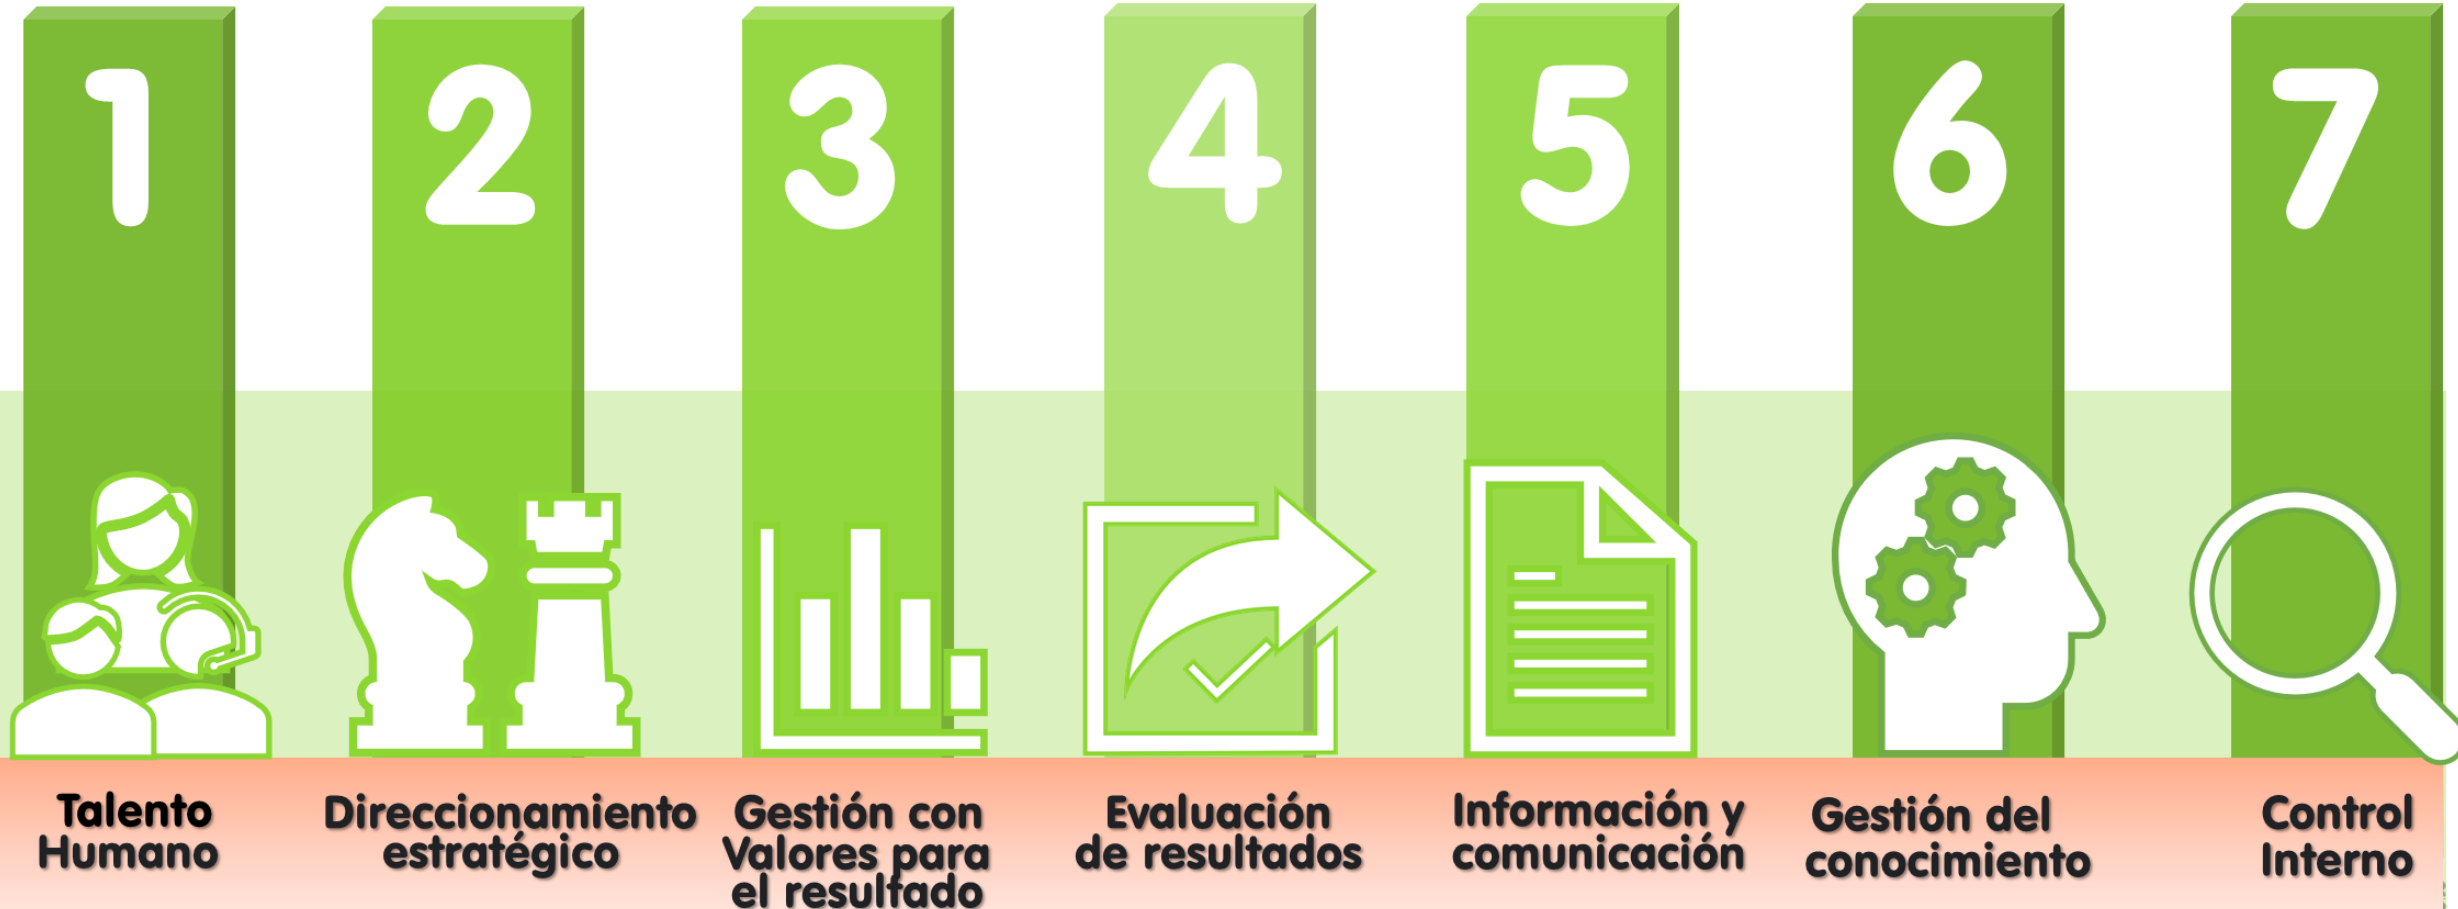 1
2
3
4
5
6
7
Talento
Humano
Direccionamiento
estratégico
Gestión con
Valores para
el resultado
Evaluación
de resultados
Información y
comunicación
Gestión del
conocimiento
Control
Interno